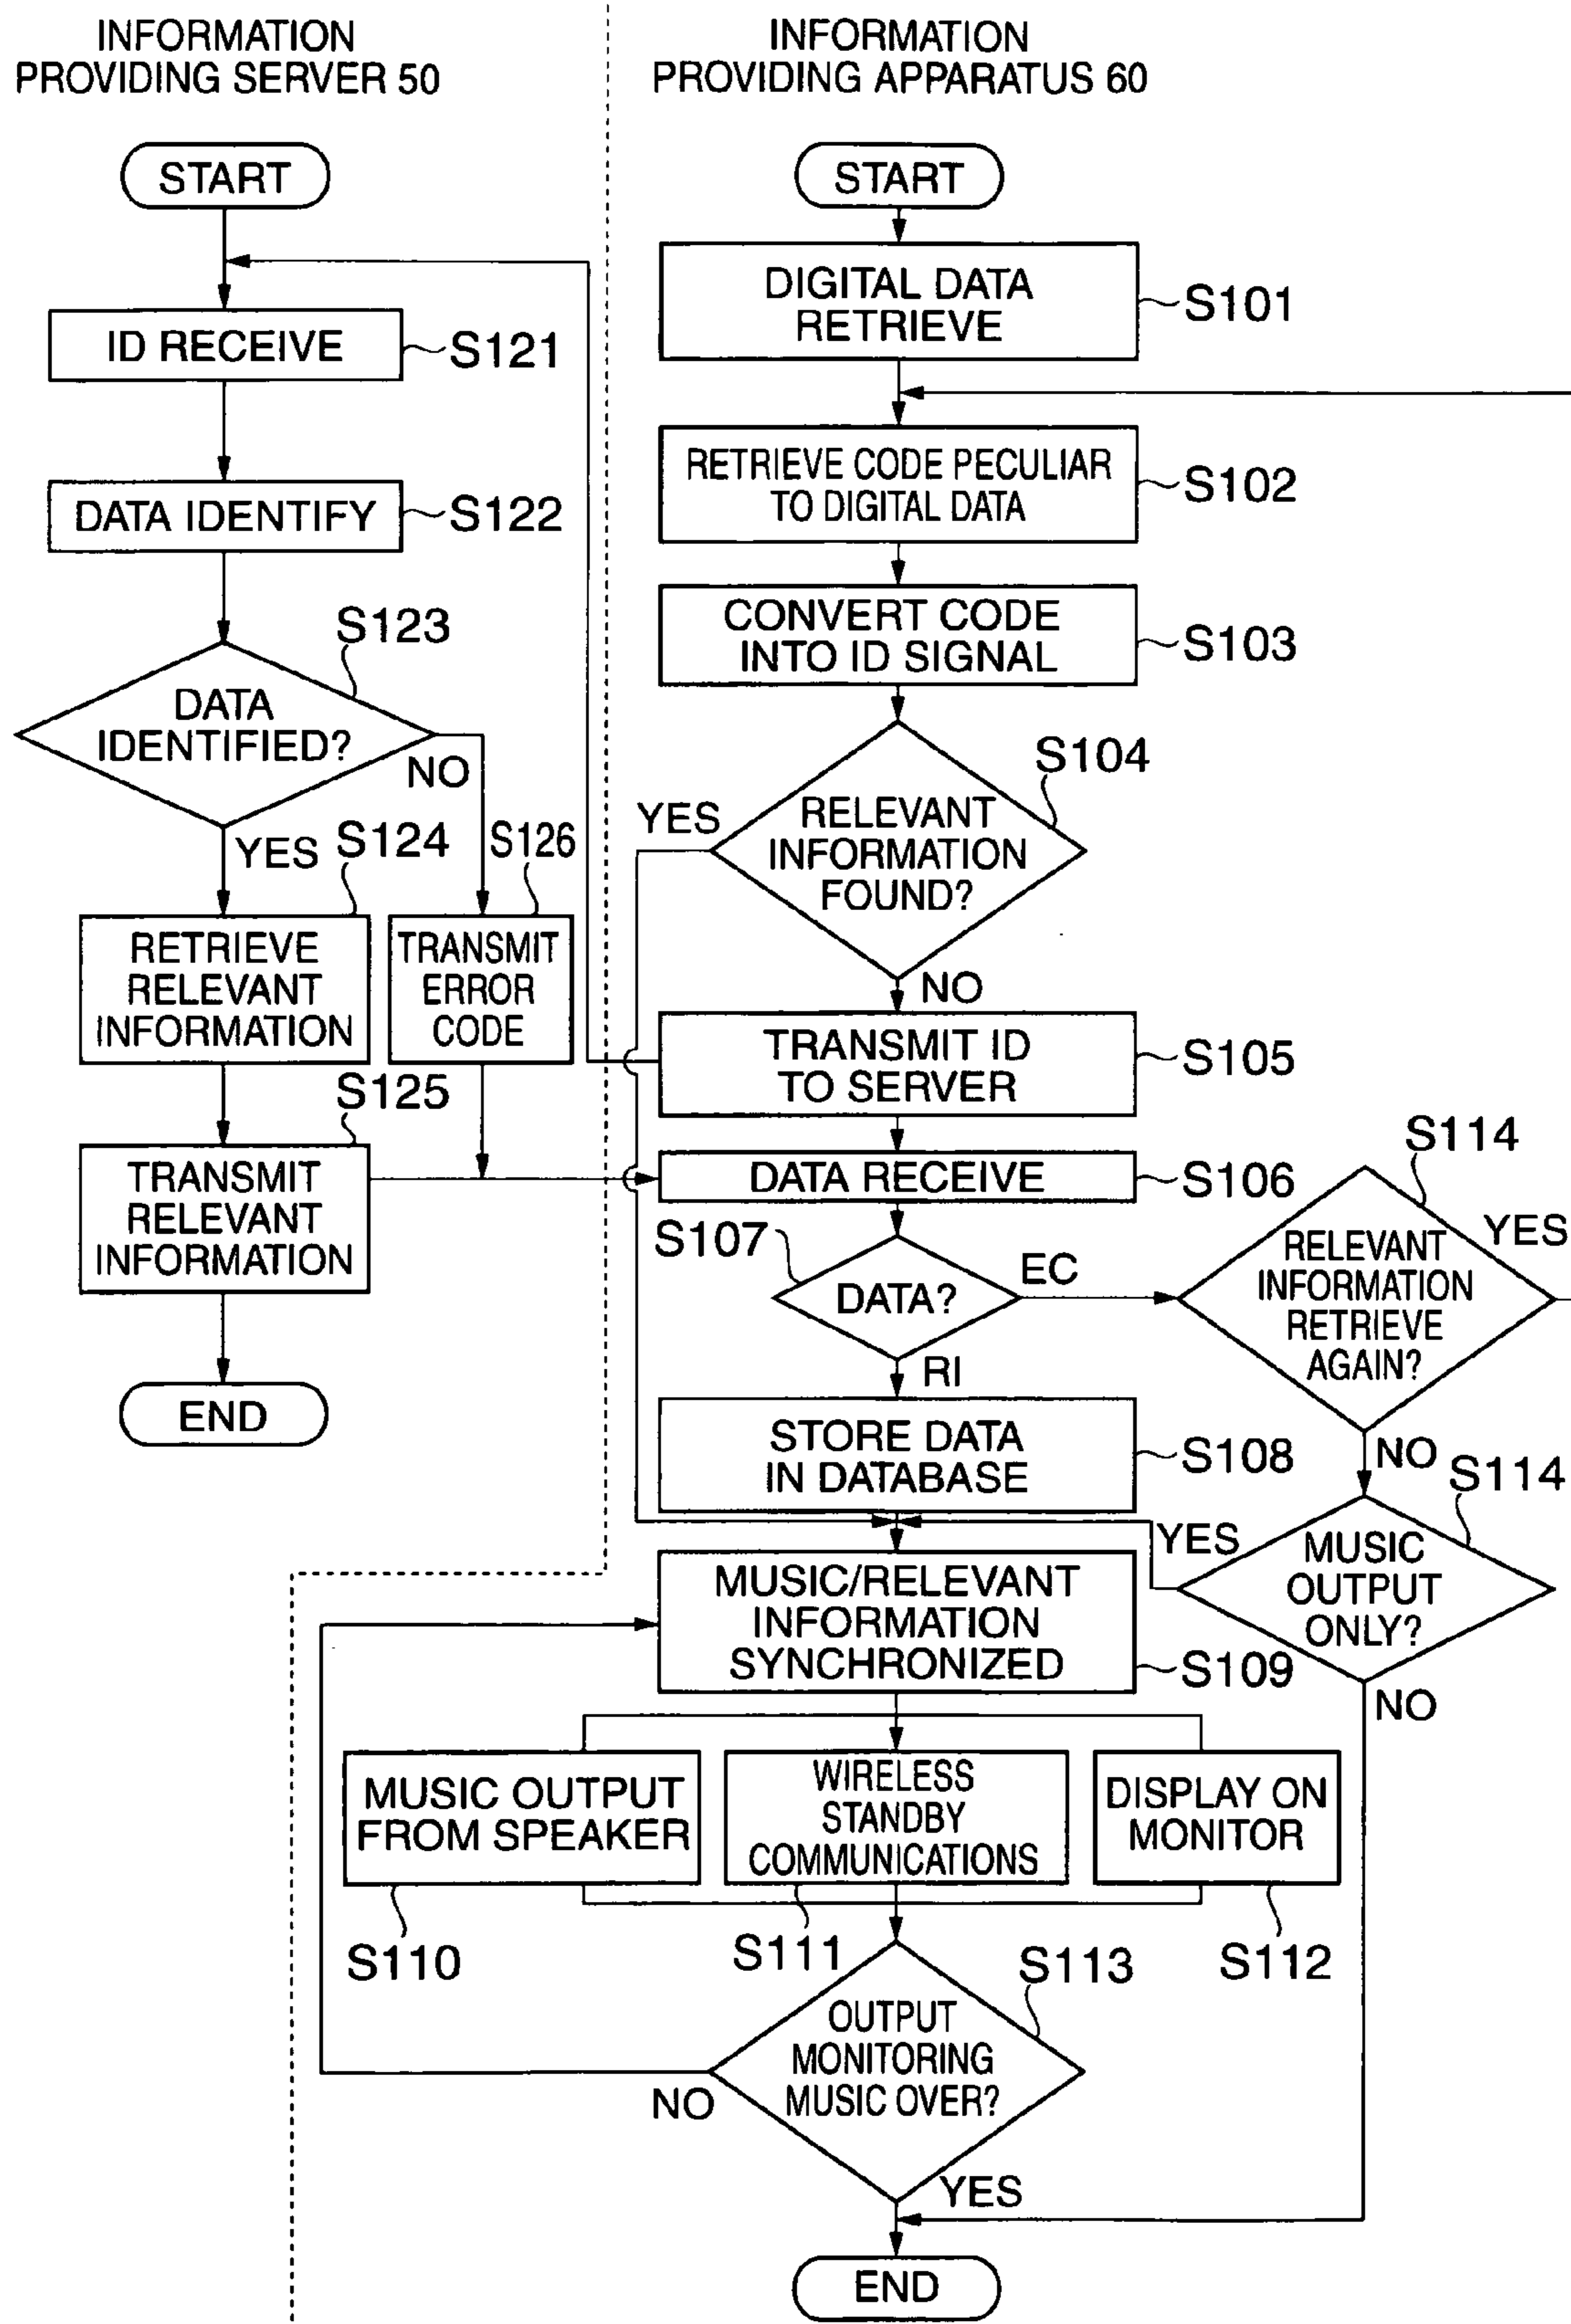 INFORMATION
PROVIDING SERVER 50
START
ID RECEIVE
S121
DATA IDENTIFY
S122
S123
DATA
IDENTIFIED?
NO
YES
S124
S126
RETRIEVE
RELEVANT
INFORMATION
TRANSMIT
ERROR
CODE
S125
TRANSMIT
RELEVANT
INFORMATION
END
INFORMATION
PROVIDING APPARATUS 60
START
DIGITAL DATA
RETRIEVE
S101
RETRIEVE CODE PECULIAR
TO DIGITAL DATA
S102
CONVERT CODE
INTO ID SIGNAL
S103
S104
YES
RELEVANT
INFORMATION
FOUND?
NO
TRANSMIT ID
TO SERVER
S105
DATA RECEIVE
S106
S107
DATA?
EC
RI
S114
RELEVANT
INFORMATION
RETRIEVE
AGAIN?
YES
NO
STORE DATA
IN DATABASE
S108
S114
YES
MUSIC
OUTPUT
ONLY?
NO
MUSIC/RELEVANT
INFORMATION
SYNCHRONIZED
S109
MUSIC OUTPUT
FROM SPEAKER
WIRELESS
STANDBY
COMMUNICATIONS
DISPLAY ON
MONITOR
S110
S111
S112
S113
OUTPUT
MONITORING
MUSIC OVER?
NO
YES
END